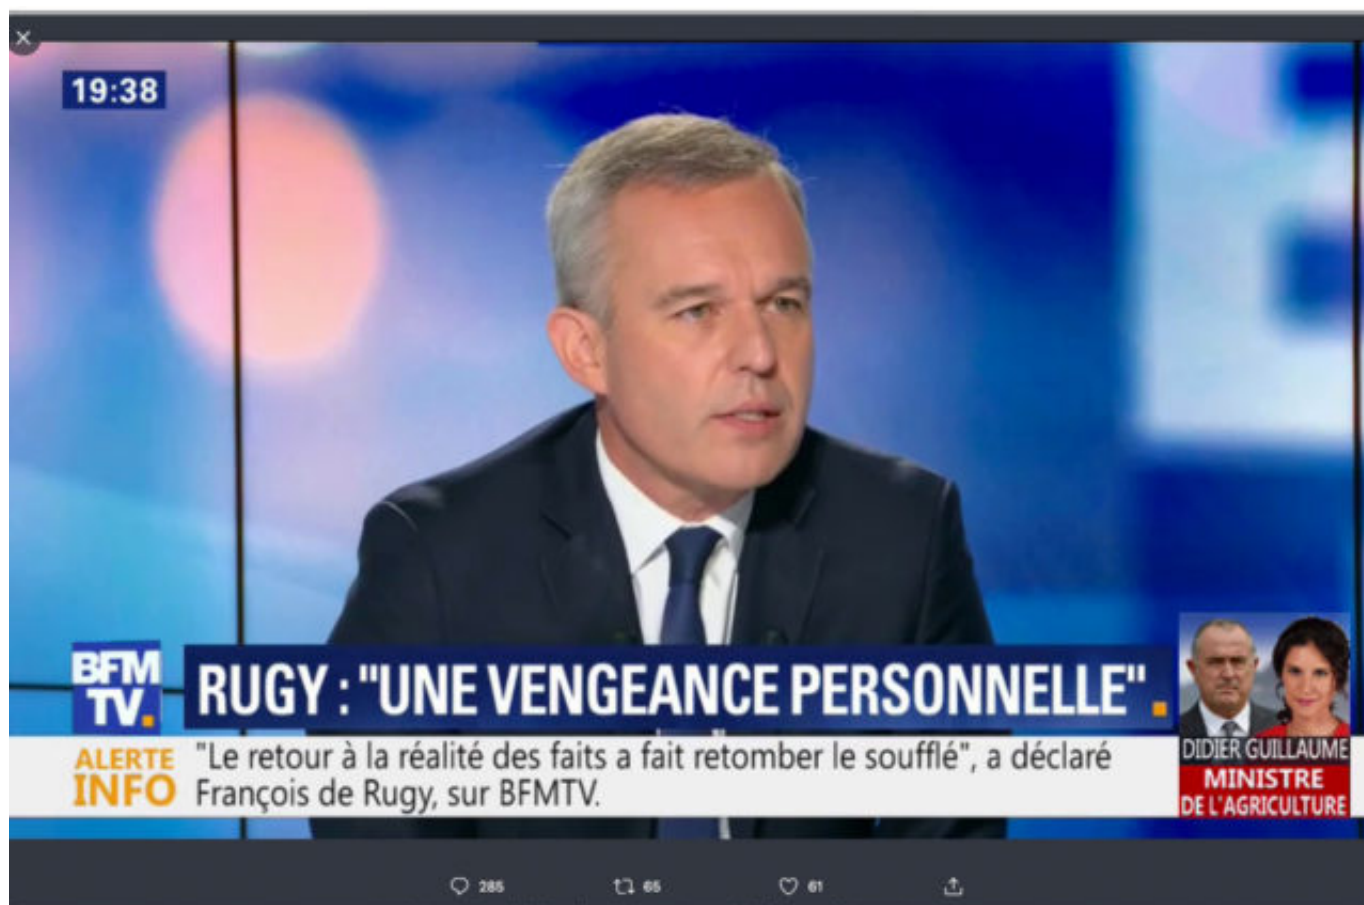 19:38
BFM
TV.
RUGY : "UNE VENGEANCE PERSONNELLE".
ALERTE
INFO
"Le retour à la réalité des faits a fait retomber le soufflé", a déclaré
François de Rugy, sur BFMTV.
DIDIER GUILLAUME
MINISTRE
DE L'AGRICULTURE
285
65
61